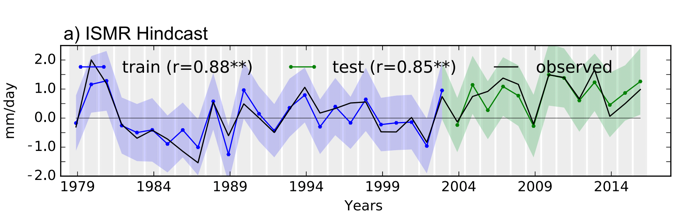 a) ISMR Hindcast
train (r=0.88**) test (r=0.85**) observed
mm/day
2.0
1.0
0.0
-1.0
-2.0
1979 1984 1989 1994 1999 2004 2009 2014
Years